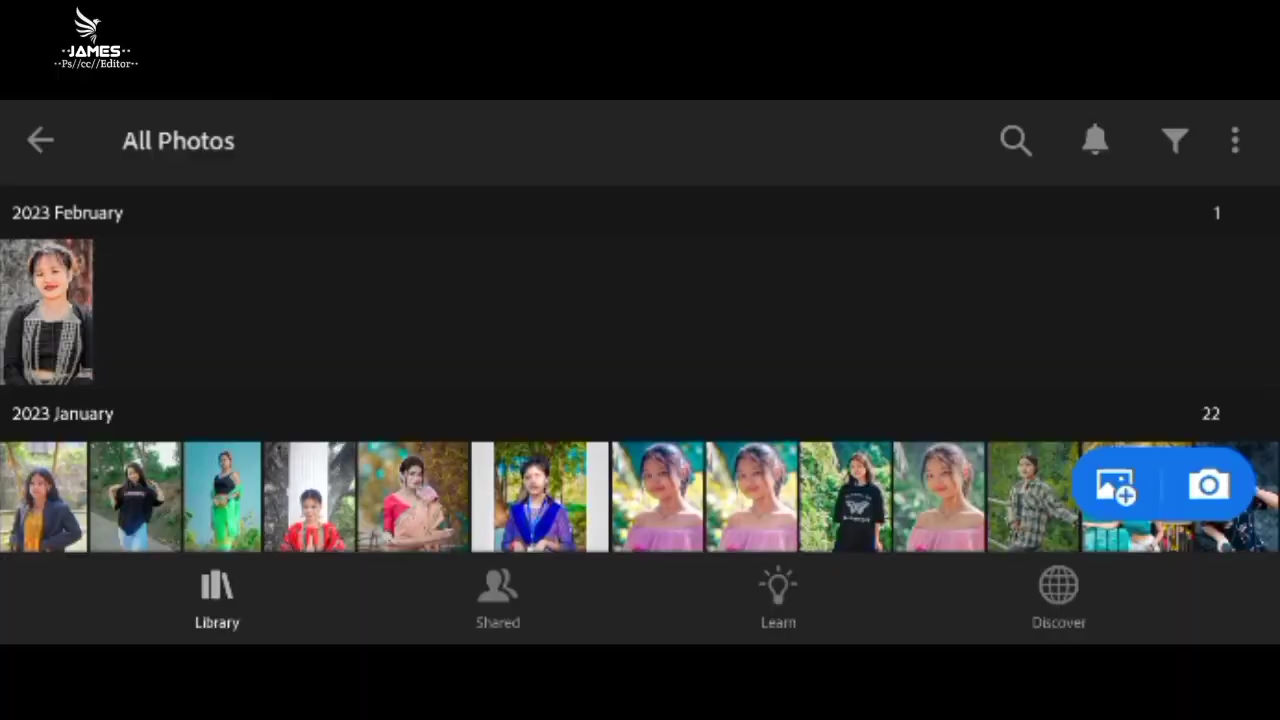 ··JAMES··
··Ps//cc//Editor··
All Photos
2023 February
1
2023 January
22
Library
Shared
Learn
Discover